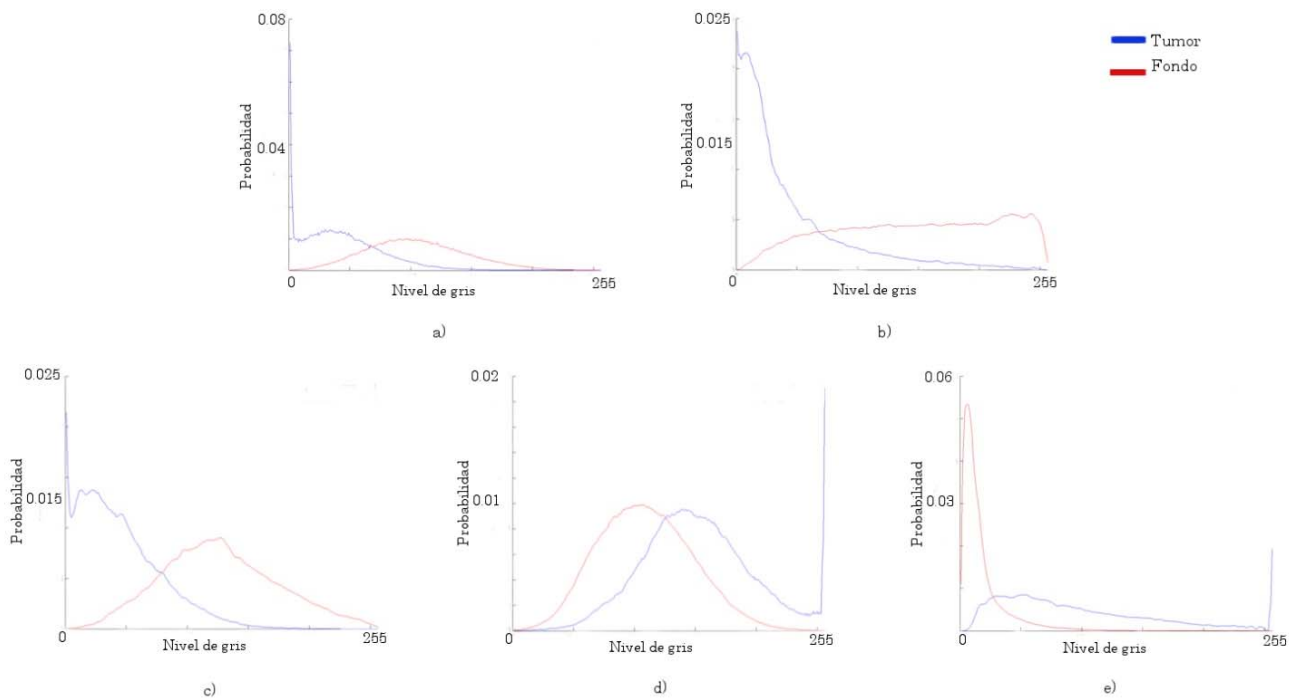 0.08
0.04
Probabilidad
0
255
Nivel de gris
a)
0.025
0.015
Probabilidad
0
255
Nivel de gris
b)
Tumor
Fondo
0.025
0.015
Probabilidad
0
255
Nivel de gris
c)
0.02
0.01
Probabilidad
0
255
Nivel de gris
d)
0.06
0.03
Probabilidad
0
255
Nivel de gris
e)